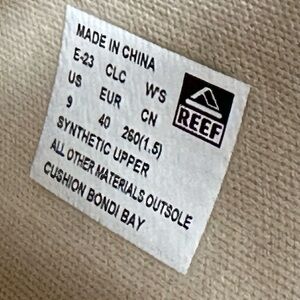 MADE IN CHINA
E-23 CLC W'S
US EUR CN
9 40 260(1.5)
SYNTHETIC UPPER
ALL OTHER MATERIALS OUTSOLE
CUSHION BONDI BAY
REEF